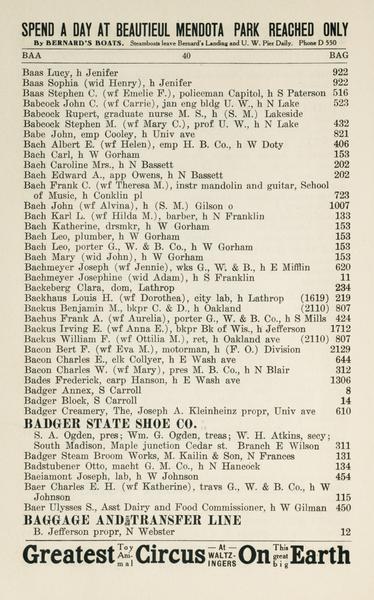 SPEND A DAY AT BEAUTIEUL MENDOTA PARK REACHED ONLY
By BERNARD'S BOATS. Steamboats leave Bernard's Landing and U. W. Pier Daily. Phone D 550
BAA 40 BAG
Baas Lucy, h Jenifer 922
Baas Sophia (wid Henry), h Jenifer 922
Baas Stephen C. (wf Emelie F.), policeman Capitol, h S Paterson 516
Babcock John C. (wf Carrie), jan eng bldg U. W., h N Lake 523
Babcock Rupert, graduate nurse M. S., h (S. M.) Lakeside
Babcock Stephen M. (wf Mary C.), prof U. W., h N Lake 432
Babe John, emp Cooley, h Univ ave 821
Bach Albert E. (wf Helen), emp H. B. Co., h W Doty 406
Bach Carl, h W Gorham 153
Bach Caroline Mrs., h N Bassett 202
Bach Edward A., app Owens, h N Bassett 202
Bach Frank C. (wf Theresa M.), instr mandolin and guitar, School
of Music, h Conklin pl 723
Bach John (wf Alvina), h (S. M.) Gilson o 1007
Bach Karl L. (wf Hilda M.), barber, h N Franklin 133
Bach Katherine, drsmkr, h W Gorham 153
Bach Leo, plumber, h W Gorham 153
Bach Leo, porter G., W. & B. Co., h W Gorham 153
Bach Mary (wid John), h W Gorham 153
Bachmeyer Joseph (wf Jennie), wks G., W. & B., h E Mifflin 620
Bachmeyer Josephine (wid Adam), h S Franklin 11
Backeberg Clara, dom, Lathrop 234
Backhaus Louis H. (wf Dorothea), city lab, h Lathrop (1619) 219
Backus Benjamin M., bkpr C. & D., h Oakland (2110) 807
Bachus Frank A. (wf Aurelia), porter G., W. & B. Co., h S Mills 424
Backus Irving E. (wf Anna E.), bkpr Bk of Wis., h Jefferson 1712
Backus William F. (wf Ottilia M.), ret, h Oakland ave (2110) 807
Bacon Bert F. (wf Eva M.), motorman, h (F. O.) Division 2129
Bacon Charles E., clk Collyer, h E Wash ave 644
Bacon Charles W. (wf Mary), pres M. B. Co., h N Blair 312
Bades Frederick, carp Hanson, h E Wash ave 1306
Badger Annex, S Carroll 8
Badger Block, S Carroll 14
Badger Creamery, The, Joseph A. Kleinheinz propr, Univ ave 610
BADGER STATE SHOE CO.
S. A. Ogden, pres; Wm. G. Ogden, treas; W. H. Atkins, secy;
South Madison, Maple junction Cedar st. Branch E Wilson 311
Badger Steam Broom Works, M. Kailin & Son, N Frances 131
Badstubener Otto, macht G. M. Co., h N Hancock 134
Baeiamont Joseph, lab, h W Johnson 454
Baer Charles E. H. (wf Katherine), travs G., W. & B. Co., h W
Johnson 115
Baer Ulysses S., Asst Dairy and Food Commissioner, h W Gilman 450
BAGGAGE AND TRANSFER LINE
B. Jefferson propr, N Webster 12
Greatest Toy Animal Circus —At— WALTZINGERS On This great big Earth